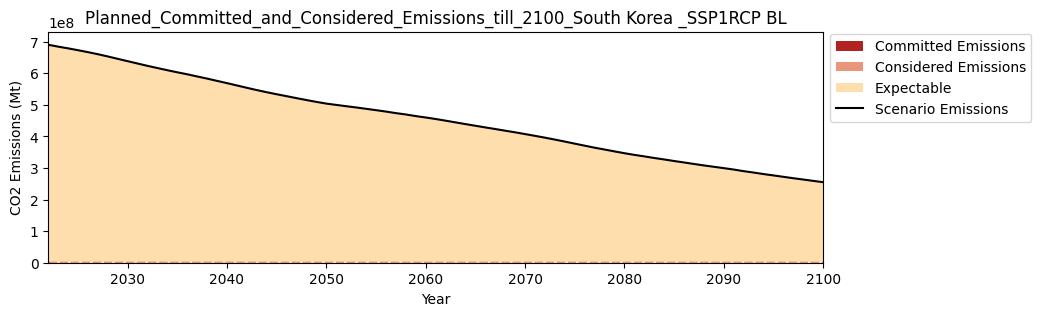 Planned_Committed_and_Considered_Emissions_till_2100_South Korea _SSP1RCP BL
1e8
7
6
5
4
3
2
1
0
CO2 Emissions (Mt)
2030 2040 2050 2060 2070 2080 2090 2100
Year
Committed Emissions
Considered Emissions
Expectable
Scenario Emissions